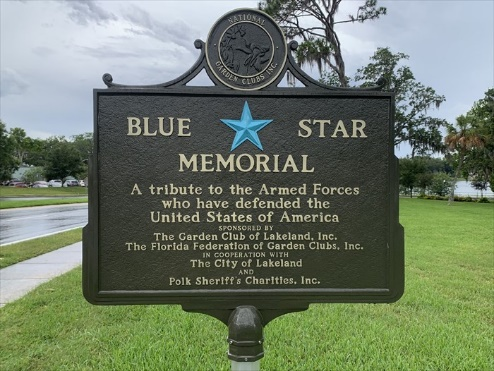 NATIONAL
GARDEN CLUBS, INC.
BLUE STAR
MEMORIAL
A tribute to the Armed Forces
who have defended the
United States of America
SPONSORED BY
The Garden Club of Lakeland, Inc.
The Florida Federation of Garden Clubs, Inc.
IN COOPERATION WITH
The City of Lakeland
AND
Polk Sheriff's Charities, Inc.